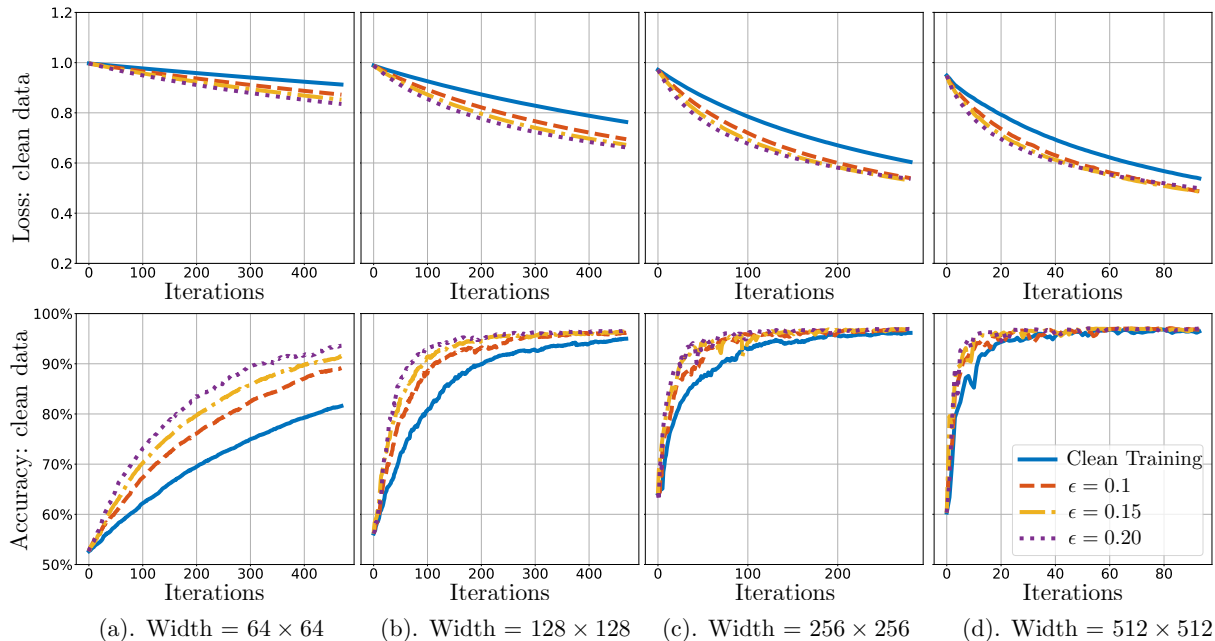 Loss: clean data
1.2
1.0
0.8
0.6
0.4
0.2
0 100 200 300 400
0 100 200 300 400
0 100 200
0 20 40 60 80
Iterations Iterations Iterations Iterations
Accuracy: clean data
100%
90%
80%
70%
60%
50%
Clean Training
ϵ = 0.1
ϵ = 0.15
ϵ = 0.20
0 100 200 300 400
0 100 200 300 400
0 100 200
0 20 40 60 80
Iterations Iterations Iterations Iterations
(a). Width = 64 × 64 (b). Width = 128 × 128 (c). Width = 256 × 256 (d). Width = 512 × 512